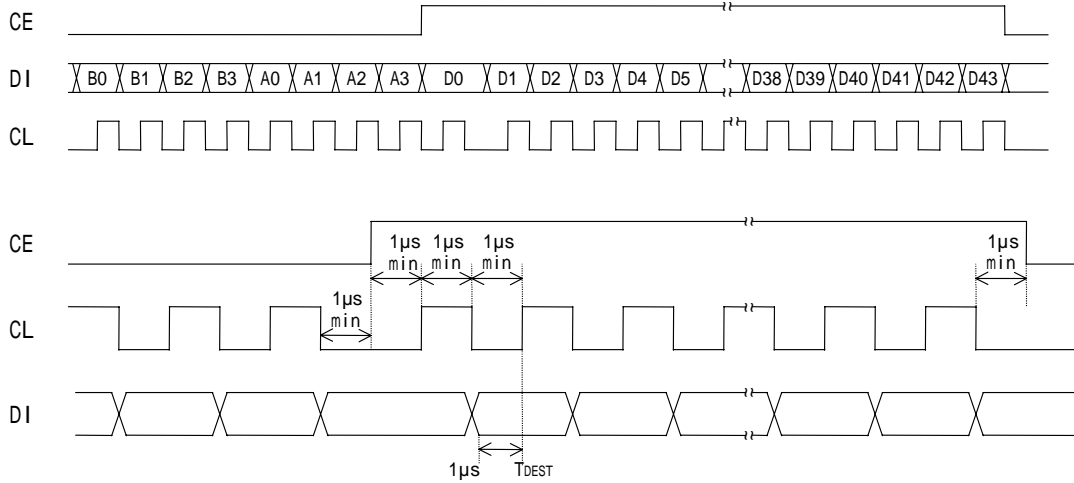 CE
DI B0 B1 B2 B3 A0 A1 A2 A3 D0 D1 D2 D3 D4 D5 D38 D39 D40 D41 D42 D43
CL
CE
1μs min 1μs min 1μs min 1μs min
CL
1μs min
DI
1μs TDEST